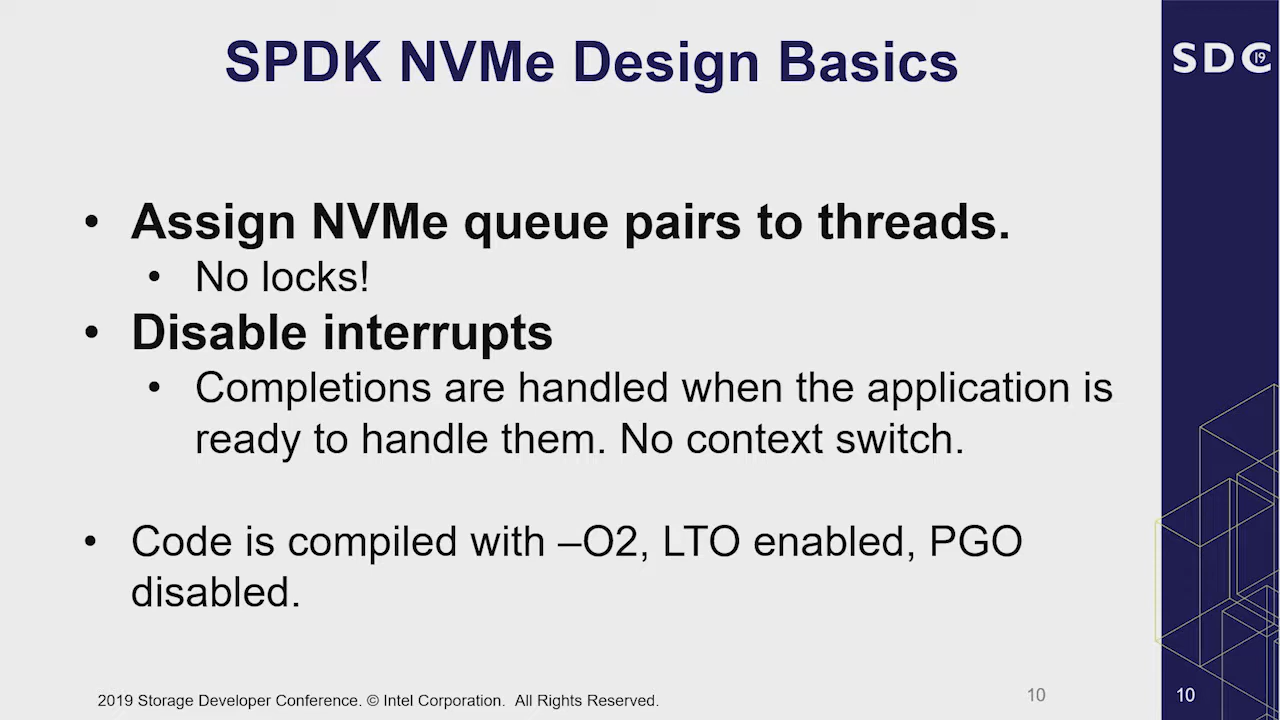 SPDK NVMe Design Basics
SDC 19
• Assign NVMe queue pairs to threads.
• No locks!
• Disable interrupts
• Completions are handled when the application is
ready to handle them. No context switch.
• Code is compiled with –O2, LTO enabled, PGO
disabled.
2019 Storage Developer Conference. © Intel Corporation.  All Rights Reserved.
10
10